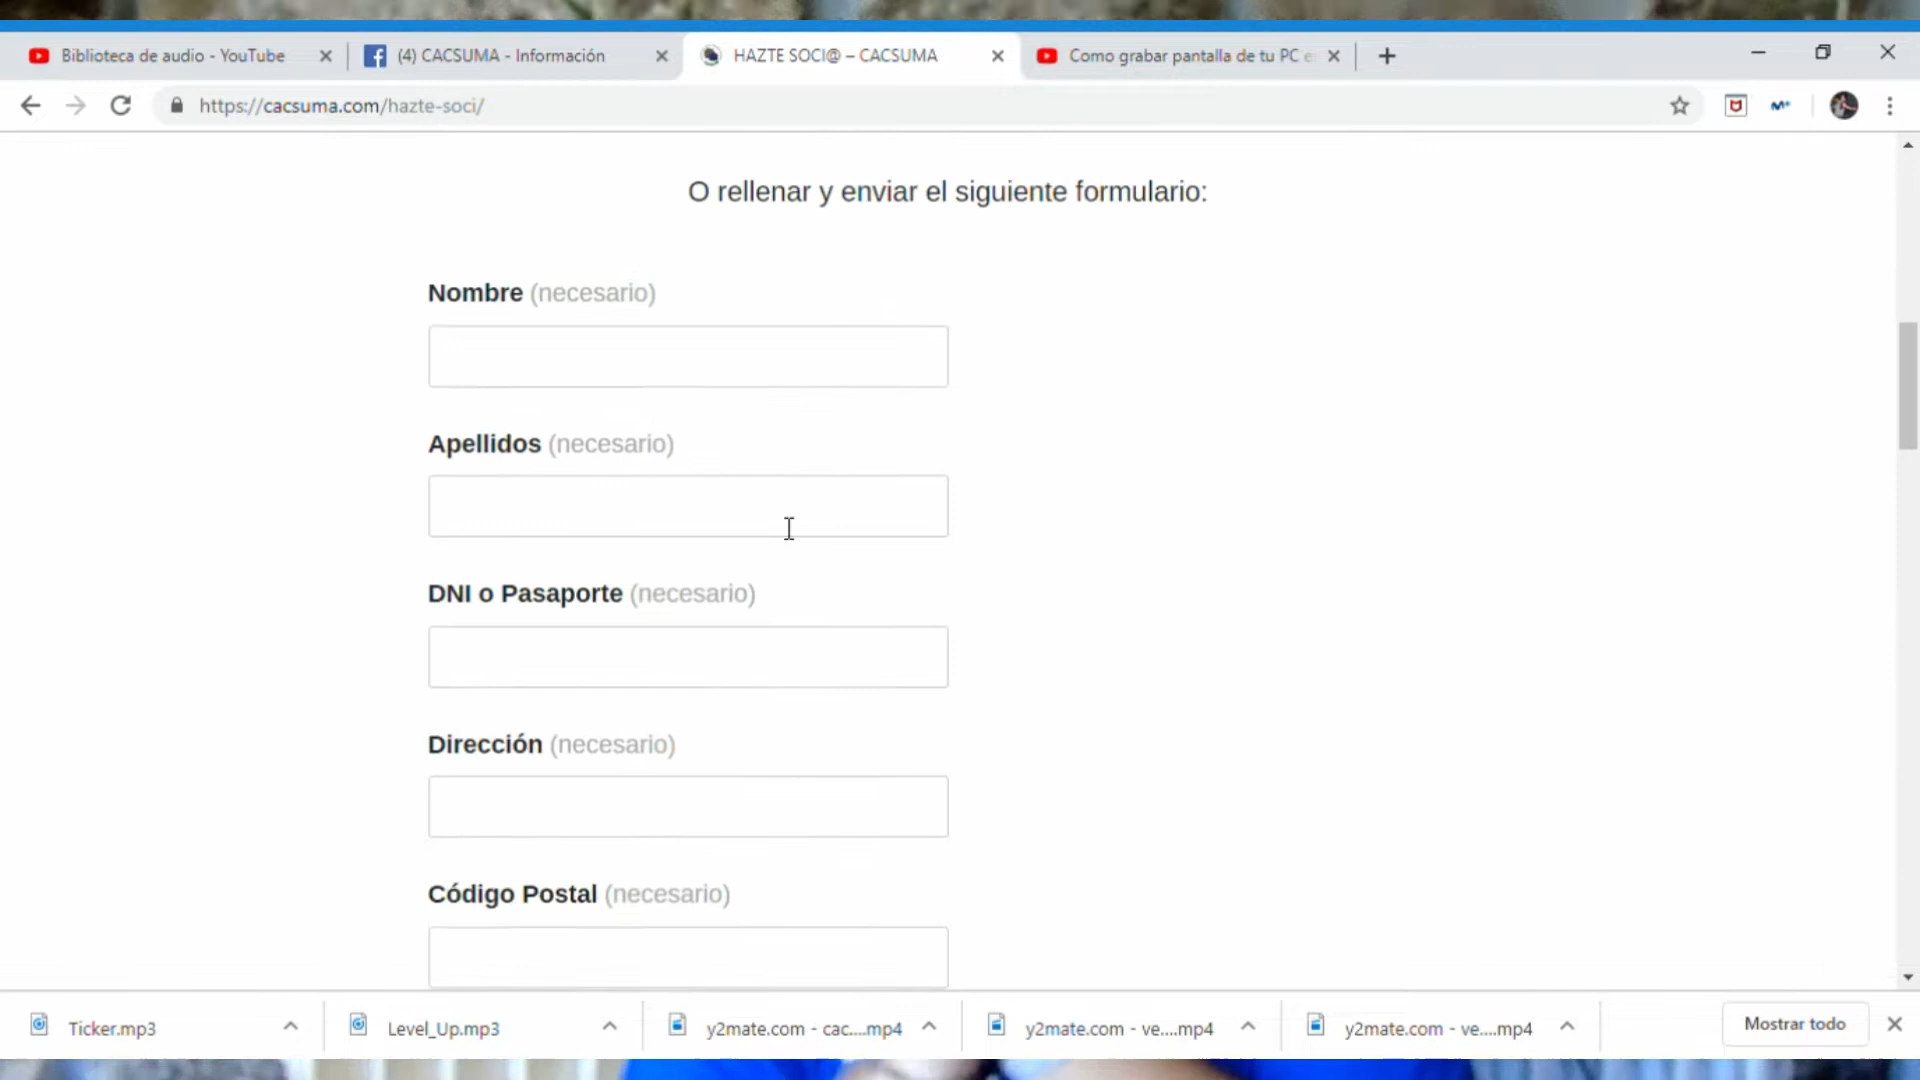 Biblioteca de audio - YouTube
(4) CACSUMA - Información
HAZTE SOCI@ – CACSUMA
Como grabar pantalla de tu PC e
https://cacsuma.com/hazte-soci/
O rellenar y enviar el siguiente formulario:
Nombre (necesario)
Apellidos (necesario)
DNI o Pasaporte (necesario)
Dirección (necesario)
Código Postal (necesario)
Ticker.mp3
Level_Up.mp3
y2mate.com - cac....mp4
y2mate.com - ve....mp4
y2mate.com - ve....mp4
Mostrar todo